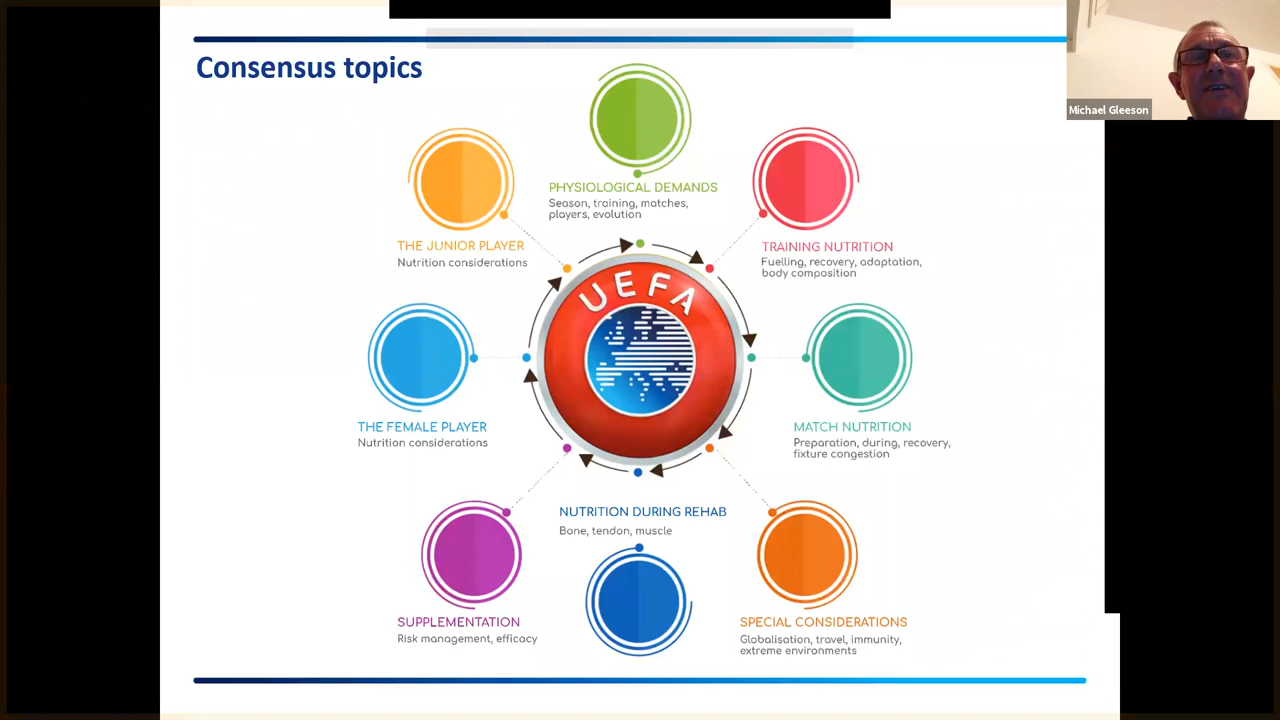 Consensus topics
Michael Gleeson
PHYSIOLOGICAL DEMANDS
Season, training, matches,
players, evolution
THE JUNIOR PLAYER
Nutrition considerations
TRAINING NUTRITION
Fuelling, recovery, adaptation,
body composition
UEFA
THE FEMALE PLAYER
Nutrition considerations
MATCH NUTRITION
Preparation, during, recovery,
fixture congestion
NUTRITION DURING REHAB
Bone, tendon, muscle
SUPPLEMENTATION
Risk management, efficacy
SPECIAL CONSIDERATIONS
Globalisation, travel, immunity,
extreme environments